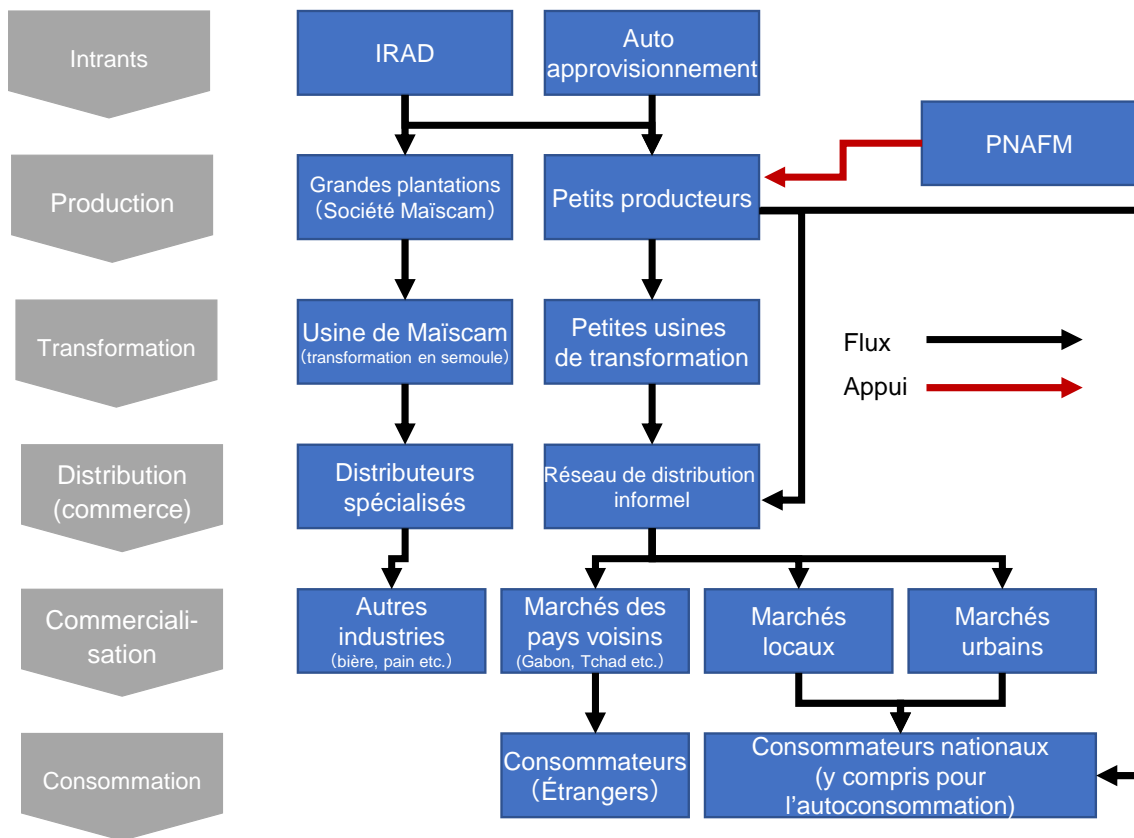 Intrants
IRAD
Auto
approvisionnement
PNAFM
Production
Grandes plantations
(Société Maïscam)
Petits producteurs
Transformation
Usine de Maïscam
(transformation en semoule)
Petites usines
de transformation
Flux
Appui
Distribution
(commerce)
Distributeurs
spécialisés
Réseau de distribution
informel
Commerciali-
sation
Autres
industries
(bière, pain etc.)
Marchés des
pays voisins
(Gabon, Tchad etc.)
Marchés
locaux
Marchés
urbains
Consommation
Consommateurs
(Étrangers)
Consommateurs nationaux
(y compris pour
l’autoconsommation)